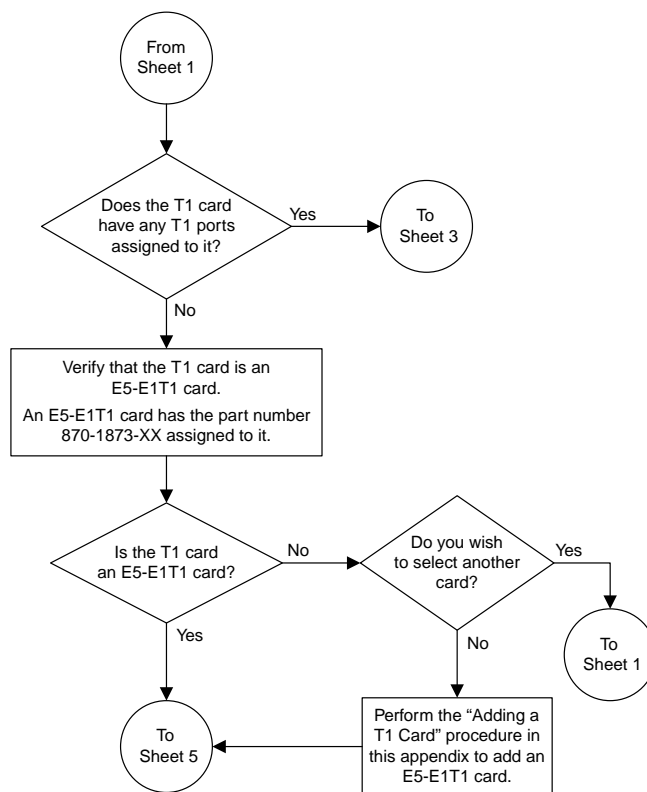 From
Sheet 1
Does the T1 card
have any T1 ports
assigned to it?
Yes
To
Sheet 3
No
Verify that the T1 card is an
E5-E1T1 card.
An E5-E1T1 card has the part number
870-1873-XX assigned to it.
Is the T1 card
an E5-E1T1 card?
No
Do you wish
to select another
card?
Yes
To
Sheet 1
Yes
No
To
Sheet 5
Perform the “Adding a
T1 Card” procedure in
this appendix to add an
E5-E1T1 card.